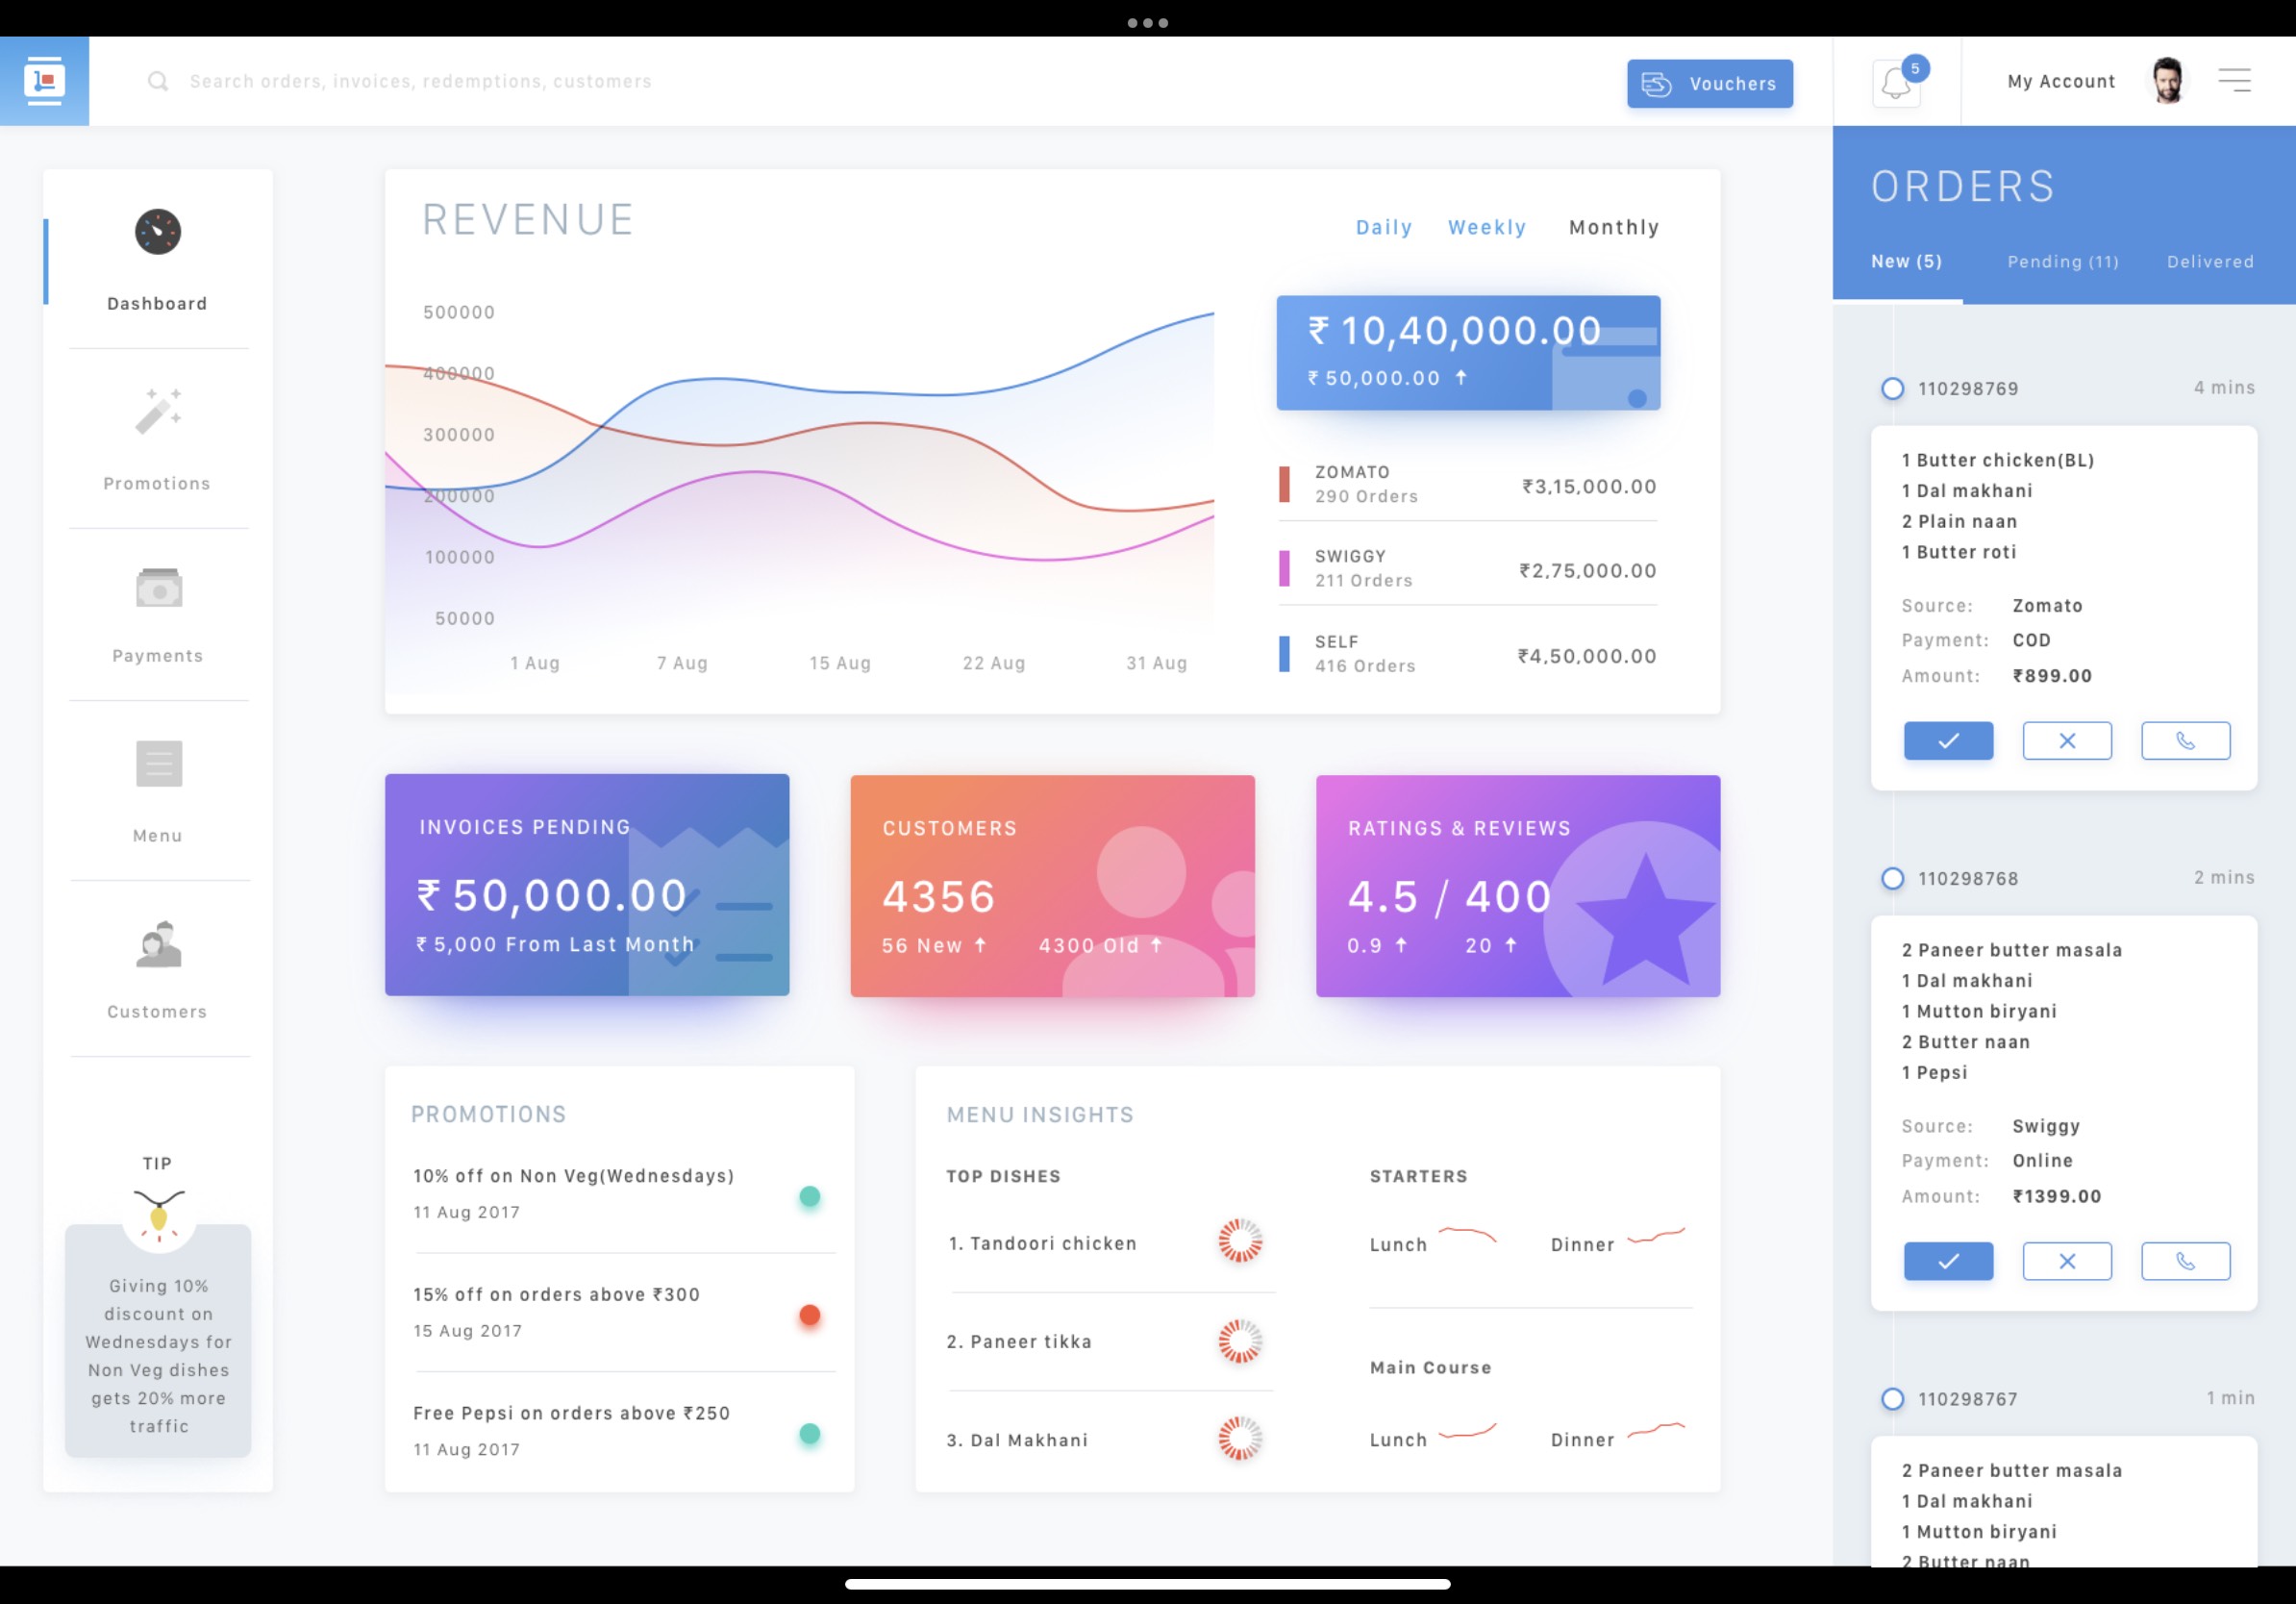 Search orders, invoices, redemptions, customers
Vouchers
5
My Account
Dashboard
Promotions
Payments
Menu
Customers
TIP
Giving 10%
discount on
Wednesdays for
Non Veg dishes
gets 20% more
traffic
REVENUE
Daily Weekly Monthly
500000
400000
300000
200000
100000
50000
1 Aug 7 Aug 15 Aug 22 Aug 31 Aug
₹ 10,40,000.00
₹ 50,000.00
ZOMATO
290 Orders
₹3,15,000.00
SWIGGY
211 Orders
₹2,75,000.00
SELF
416 Orders
₹4,50,000.00
INVOICES PENDING
₹ 50,000.00
₹ 5,000 From Last Month
CUSTOMERS
4356
56 New 4300 Old
RATINGS & REVIEWS
4.5 / 400
0.9 20
PROMOTIONS
10% off on Non Veg(Wednesdays)
11 Aug 2017
15% off on orders above ₹300
15 Aug 2017
Free Pepsi on orders above ₹250
11 Aug 2017
MENU INSIGHTS
TOP DISHES
1. Tandoori chicken
2. Paneer tikka
3. Dal Makhani
STARTERS
Lunch Dinner
Main Course
Lunch Dinner
ORDERS
New (5) Pending (11) Delivered
110298769 4 mins
1 Butter chicken(BL)
1 Dal makhani
2 Plain naan
1 Butter roti
Source: Zomato
Payment: COD
Amount: ₹899.00
110298768 2 mins
2 Paneer butter masala
1 Dal makhani
1 Mutton biryani
2 Butter naan
1 Pepsi
Source: Swiggy
Payment: Online
Amount: ₹1399.00
110298767 1 min
2 Paneer butter masala
1 Dal makhani
1 Mutton biryani
2 Butter naan